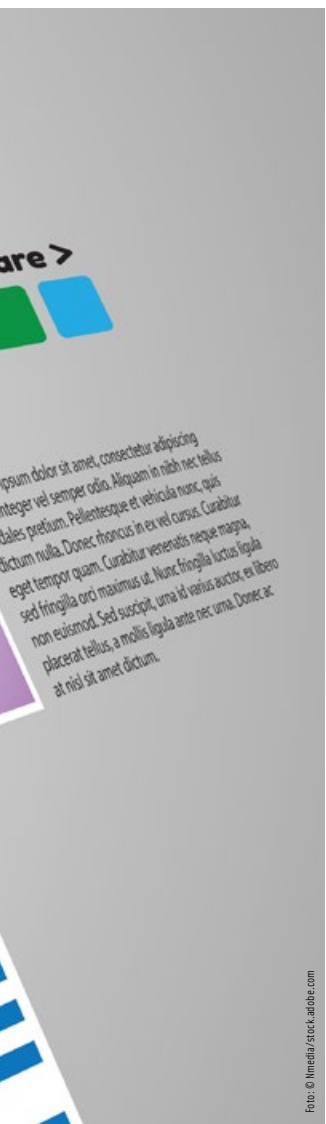 are >
ipsum dolor sit amet, consectetur adipiscing
nteger vel semper odio. Aliquam in nibh nec tellus
dales pretium. Pellentesque et vehicula nunc, quis
dictum nulla. Donec rhoncus in ex vel cursus. Curabitur
eget tempor quam. Curabitur venenatis neque magna,
sed fringilla orci maximus ut. Nunc fringilla luctus ligula
non euismod. Sed suscipit, urna id varius auctor, ex libero
placerat tellus, a mollis ligula ante nec urna. Donec ac
at nisl sit amet dictum.
Foto: © Nmedia/stock.adobe.com